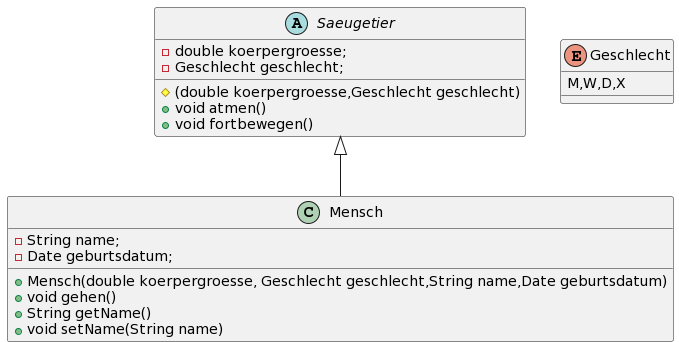 A Saeugetier
double koerpergroesse;
Geschlecht geschlecht;
(double koerpergroesse,Geschlecht geschlecht)
void atmen()
void fortbewegen()
E Geschlecht
M,W,D,X
C Mensch
String name;
Date geburtsdatum;
Mensch(double koerpergroesse, Geschlecht geschlecht,String name,Date geburtsdatum)
void gehen()
String getName()
void setName(String name)